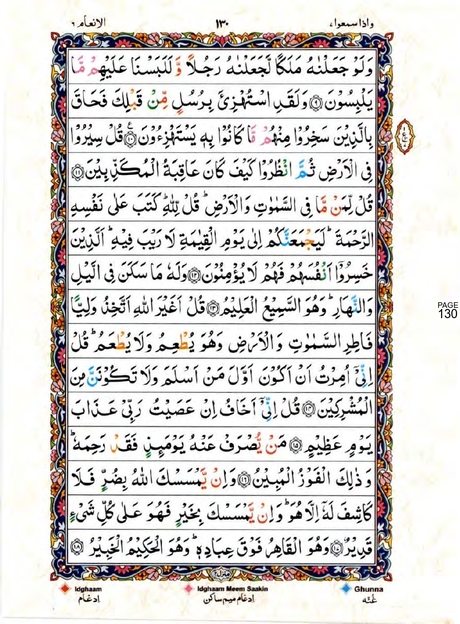 الانعام ٦ ١٣٠ واذاسمعوا٧
وَلَوْ جَعَلْنٰهُ مَلَكًا لَّجَعَلْنٰهُ رَجُلًا وَّ لَلَبَسْنَا عَلَيْهِمْ مَّا
يَلْبِسُوْنَ ۝٩ وَلَقَدِ اسْتُهْزِئَ بِرُسُلٍ مِّنْ قَبْلِكَ فَحَاقَ
بِالَّذِيْنَ سَخِرُوْا مِنْهُمْ مَّا كَانُوْا بِهٖ يَسْتَهْزِءُوْنَ ۝١٠ قُلْ سِيْرُوْا
فِى الْاَرْضِ ثُمَّ انْظُرُوْا كَيْفَ كَانَ عَاقِبَةُ الْمُكَذِّبِيْنَ ۝١١
قُلْ لِّمَنْ مَّا فِى السَّمٰوٰتِ وَالْاَرْضِ ؕ قُلْ لِّلّٰهِ ؕ كَتَبَ عَلٰى نَفْسِهِ
الرَّحْمَةَ ؕ لَيَجْمَعَنَّكُمْ اِلٰى يَوْمِ الْقِيٰمَةِ لَا رَيْبَ فِيْهِ ؕ اَلَّذِيْنَ
خَسِرُوْۤا اَنْفُسَهُمْ فَهُمْ لَا يُؤْمِنُوْنَ ۝١٢ وَلَهٗ مَا سَكَنَ فِى الَّيْلِ
وَالنَّهَارِ ؕ وَهُوَ السَّمِيْعُ الْعَلِيْمُ ۝١٣ قُلْ اَغَيْرَ اللّٰهِ اَتَّخِذُ وَلِيًّا
فَاطِرِ السَّمٰوٰتِ وَالْاَرْضِ وَهُوَ يُطْعِمُ وَلَا يُطْعَمُ ؕ قُلْ
اِنِّىْۤ اُمِرْتُ اَنْ اَكُوْنَ اَوَّلَ مَنْ اَسْلَمَ وَلَا تَكُوْنَنَّ مِنَ
الْمُشْرِكِيْنَ ۝١٤ قُلْ اِنِّىْۤ اَخَافُ اِنْ عَصَيْتُ رَبِّىْ عَذَابَ
يَوْمٍ عَظِيْمٍ ۝١٥ مَنْ يُّصْرَفْ عَنْهُ يَوْمَئِذٍ فَقَدْ رَحِمَهٗ ؕ
وَذٰلِكَ الْفَوْزُ الْمُبِيْنُ ۝١٦ وَاِنْ يَّمْسَسْكَ اللّٰهُ بِضُرٍّ فَلَا
كَاشِفَ لَهٗۤ اِلَّا هُوَ ؕ وَاِنْ يَّمْسَسْكَ بِخَيْرٍ فَهُوَ عَلٰى كُلِّ شَىْءٍ
قَدِيْرٌ ۝١٧ وَهُوَ الْقَاهِرُ فَوْقَ عِبَادِهٖ ؕ وَهُوَ الْحَكِيْمُ الْخَبِيْرُ ۝١٨
PAGE
130
Idghaam Idghaam Meem Saakin Ghunna
ادغام ادغام میم ساکن غنّہ